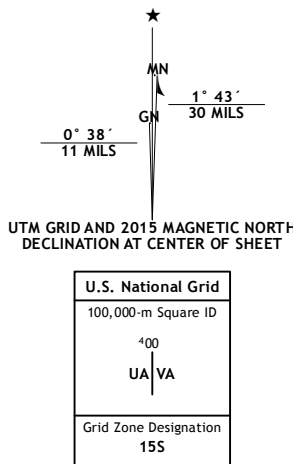 ★
MN
1° 43´
30 MILS
GN
0° 38´
11 MILS
UTM GRID AND 2015 MAGNETIC NORTH
DECLINATION AT CENTER OF SHEET
U.S. National Grid
100,000-m Square ID
⁴00
UA VA
Grid Zone Designation
15S